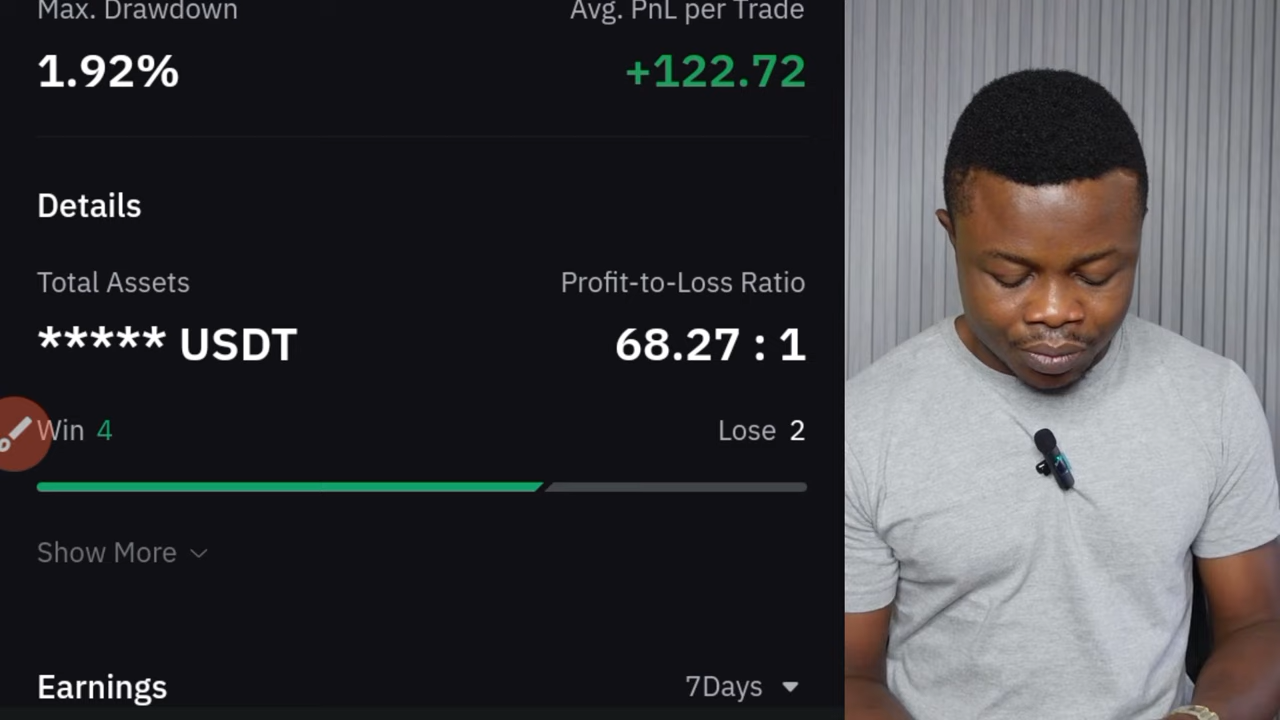 Max. Drawdown Avg. PnL per Trade
1.92% +122.72
Details
Total Assets Profit-to-Loss Ratio
***** USDT 68.27 : 1
Win 4 Lose 2
Show More
Earnings 7Days